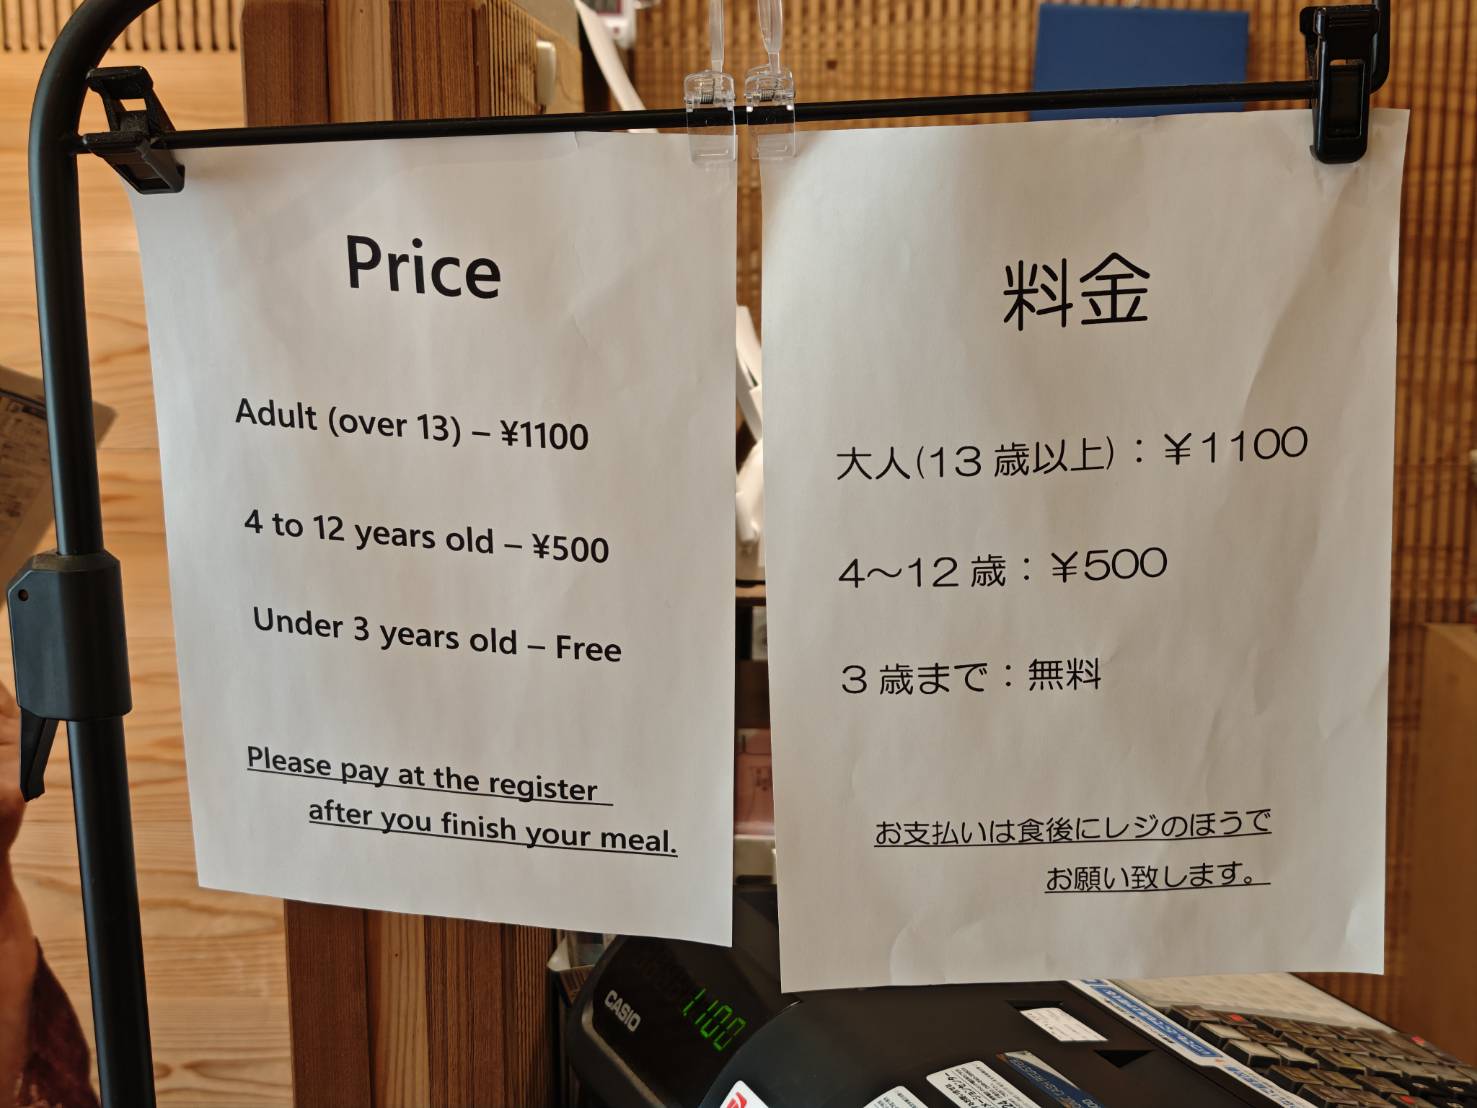 Price
Adult (over 13) – ¥1100
4 to 12 years old – ¥500
Under 3 years old – Free
Please pay at the register
after you finish your meal.
料金
大人(13歳以上)：￥1100
4～12歳：￥500
3歳まで：無料
お支払いは食後にレジのほうで
お願い致します。
CASIO
1,100